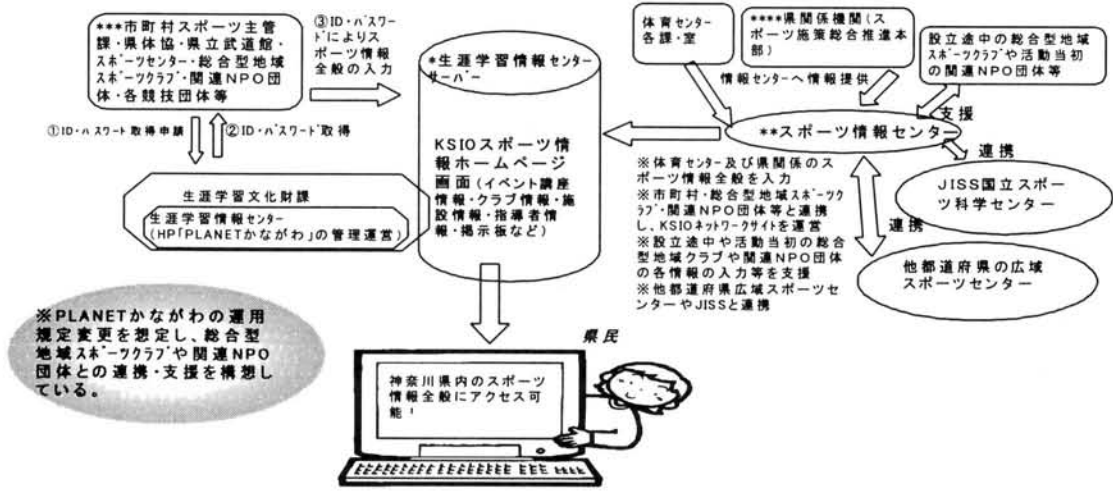 ***市町村スポーツ主管
課・県体協・県立武道館・
スポーツセンター・総合型地域
スポーツクラブ・関連NPO団
体・各競技団体等
③ID・パスワー
ドによりス
ポーツ情報
全般の入力
①ID・パスワード取得申請
②ID・パスワード取得
生涯学習文化財課
生涯学習情報センター
(HP「PLANETかながわ」の管理運営)
*生涯学習情報センター
サーバー
KSIOスポーツ情
報ホームページ
画面(イベント講座
情報・クラブ情報・施
設情報・指導者情
報・掲示板など)
体育センター
各課・室
****県関係機関(ス
ポーツ施策総合推進本
部)
設立途中の総合型地域
スポーツクラブや活動当初
の関連NPO団体等
情報センターへ情報提供
支援
**スポーツ情報センター
連携
JISS国立スポー
ツ科学センター
※体育センター及び県関係のス
ポーツ情報全般を入力
※市町村・総合型地域スポーツク
ラブ・関連NPO団体等と連携
し、KSIOネットワークサイトを運営
※設立途中や活動当初の総合
型地域クラブや関連NPO団体
の各情報の入力等を支援
※他都道府県広域スポーツセ
ンターやJISSと連携
連携
他都道府県の広域
スポーツセンター
※PLANETかながわの運用
規定変更を想定し、総合型
地域スポーツクラブや関連NPO
団体との連携・支援を構想し
ている。
県民
神奈川県内のスポーツ
情報全般にアクセス可
能!